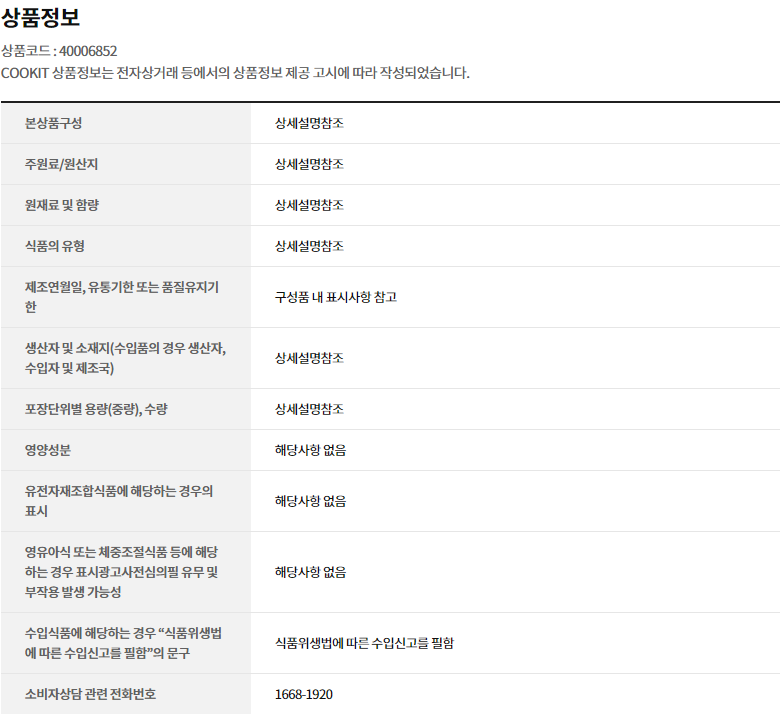 상품정보
상품코드 : 40006852
COOKIT 상품정보는 전자상거래 등에서의 상품정보 제공 고시에 따라 작성되었습니다.
본상품구성 상세설명참조
주원료/원산지 상세설명참조
원재료 및 함량 상세설명참조
식품의 유형 상세설명참조
제조연월일, 유통기한 또는 품질유지기
한
구성품 내 표시사항 참고
생산자 및 소재지(수입품의 경우 생산자,
수입자 및 제조국)
상세설명참조
포장단위별 용량(중량), 수량 상세설명참조
영양성분 해당사항 없음
유전자재조합식품에 해당하는 경우의
표시
해당사항 없음
영유아식 또는 체중조절식품 등에 해당
하는 경우 표시광고사전심의필 유무 및
부작용 발생 가능성
해당사항 없음
수입식품에 해당하는 경우 “식품위생법
에 따른 수입신고를 필함”의 문구
식품위생법에 따른 수입신고를 필함
소비자상담 관련 전화번호 1668-1920